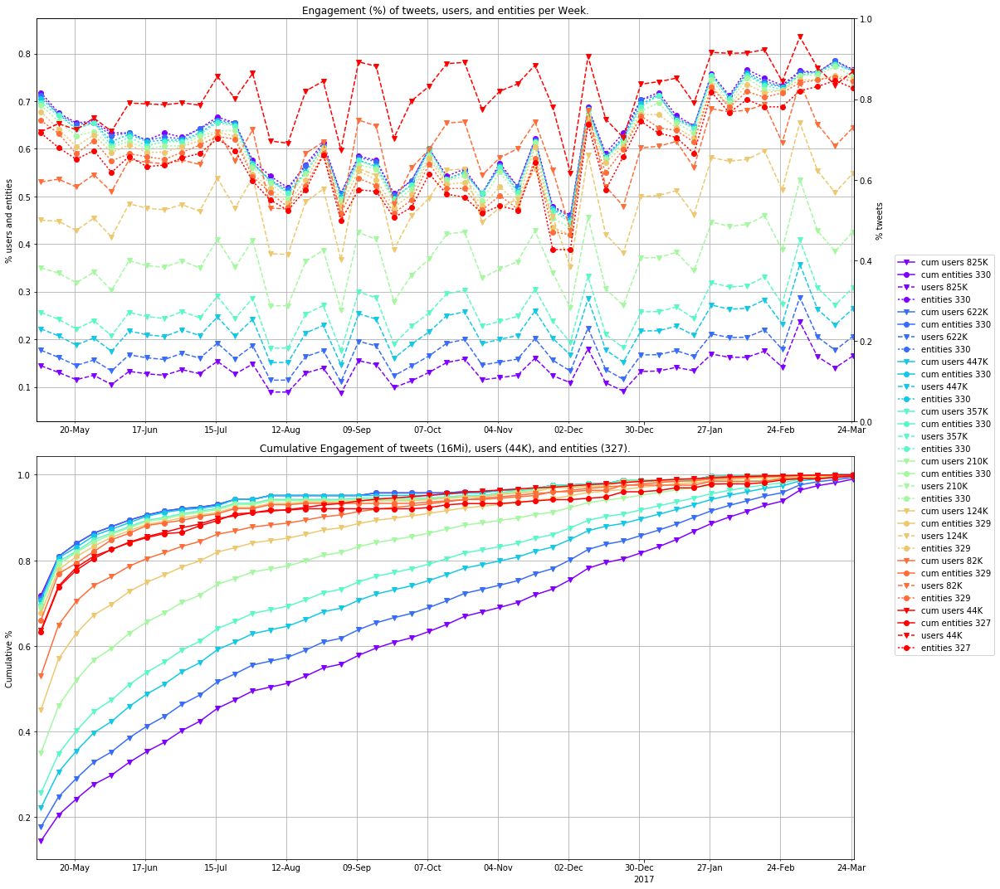 Engagement (%) of tweets, users, and entities per Week.
% users and entities
0.8
0.7
0.6
0.5
0.4
0.3
0.2
0.1
1.0
0.8
0.6
0.4
0.2
0.0
% tweets
20-May 17-Jun 15-Jul 12-Aug 09-Sep 07-Oct 04-Nov 02-Dec 30-Dec 27-Jan 24-Feb 24-Mar
Cumulative Engagement of tweets (16Mi), users (44K), and entities (327).
Cumulative %
1.0
0.8
0.6
0.4
0.2
20-May 17-Jun 15-Jul 12-Aug 09-Sep 07-Oct 04-Nov 02-Dec 30-Dec 27-Jan 24-Feb 24-Mar
2017
cum users 825K
cum entities 330
users 825K
entities 330
cum users 622K
cum entities 330
users 622K
entities 330
cum users 447K
cum entities 330
users 447K
entities 330
cum users 357K
cum entities 330
users 357K
entities 330
cum users 210K
cum entities 330
users 210K
entities 330
cum users 124K
cum entities 329
users 124K
entities 329
cum users 82K
cum entities 329
users 82K
entities 329
cum users 44K
cum entities 327
users 44K
entities 327